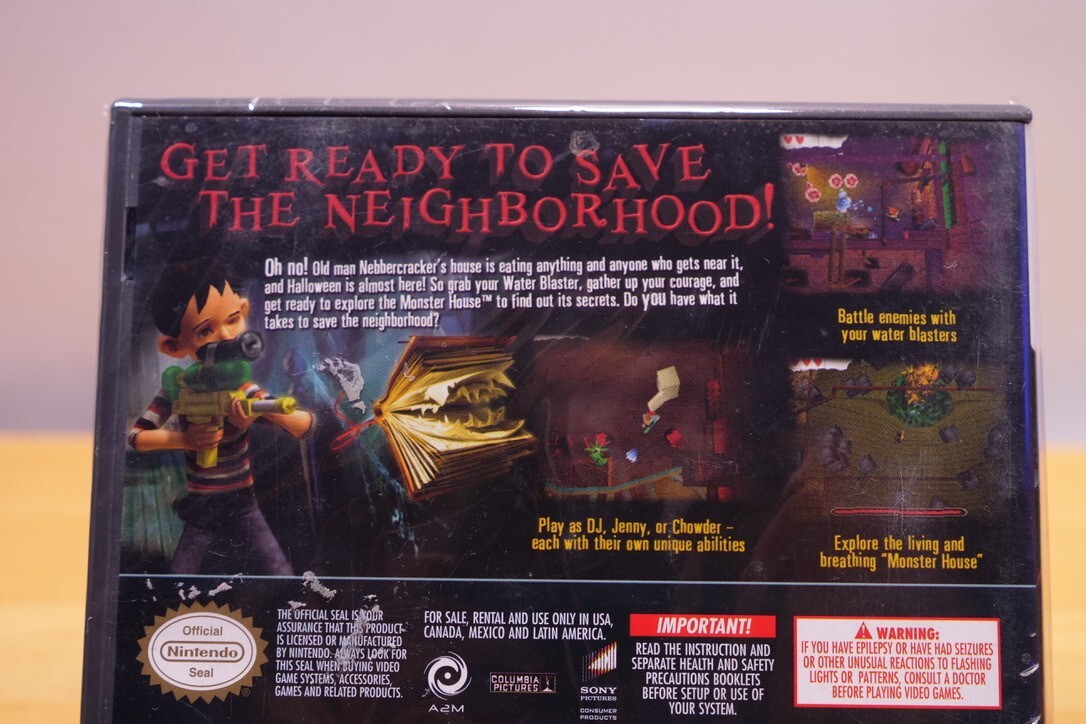 GET READY TO SAVE
THE NEIGHBORHOOD!
Oh no! Old man Nebbercracker's house is eating anything and anyone who gets near it,
and Halloween is almost here! So grab your Water Blaster, gather up your courage, and
get ready to explore the Monster House™ to find out its secrets. Do you have what it
takes to save the neighborhood?
Battle enemies with
your water blasters
Play as DJ, Jenny, or Chowder –
each with their own unique abilities
Explore the living and
breathing "Monster House"
Official
Nintendo
Seal
®
THE OFFICIAL SEAL IS YOUR
ASSURANCE THAT THIS PRODUCT
IS LICENSED OR MANUFACTURED
BY NINTENDO. ALWAYS LOOK FOR
THIS SEAL WHEN BUYING VIDEO
GAME SYSTEMS, ACCESSORIES,
GAMES AND RELATED PRODUCTS.
FOR SALE, RENTAL AND USE ONLY IN USA,
CANADA, MEXICO AND LATIN AMERICA.
A2M
COLUMBIA
PICTURES
SONY
PICTURES
CONSUMER
PRODUCTS
IMPORTANT!
READ THE INSTRUCTION AND
SEPARATE HEALTH AND SAFETY
PRECAUTIONS BOOKLETS
BEFORE SETUP OR USE OF
YOUR SYSTEM.
WARNING:
IF YOU HAVE EPILEPSY OR HAVE HAD SEIZURES
OR OTHER UNUSUAL REACTIONS TO FLASHING
LIGHTS OR PATTERNS, CONSULT A DOCTOR
BEFORE PLAYING VIDEO GAMES.